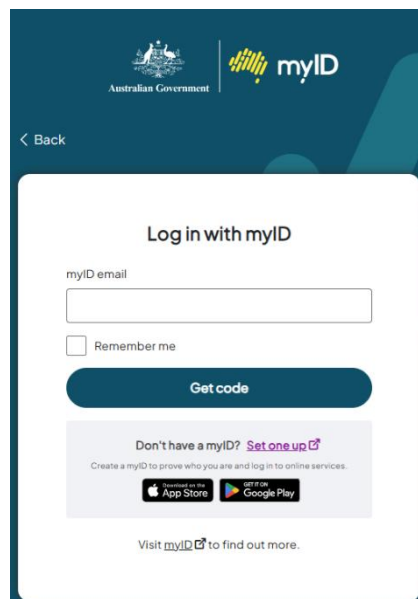 Australian Government
myID
< Back
Log in with myID
myID email
Remember me
Get code
Don't have a myID? Set one up
Create a myID to prove who you are and log in to online services.
Download on the
App Store
GET IT ON
Google Play
Visit myID to find out more.